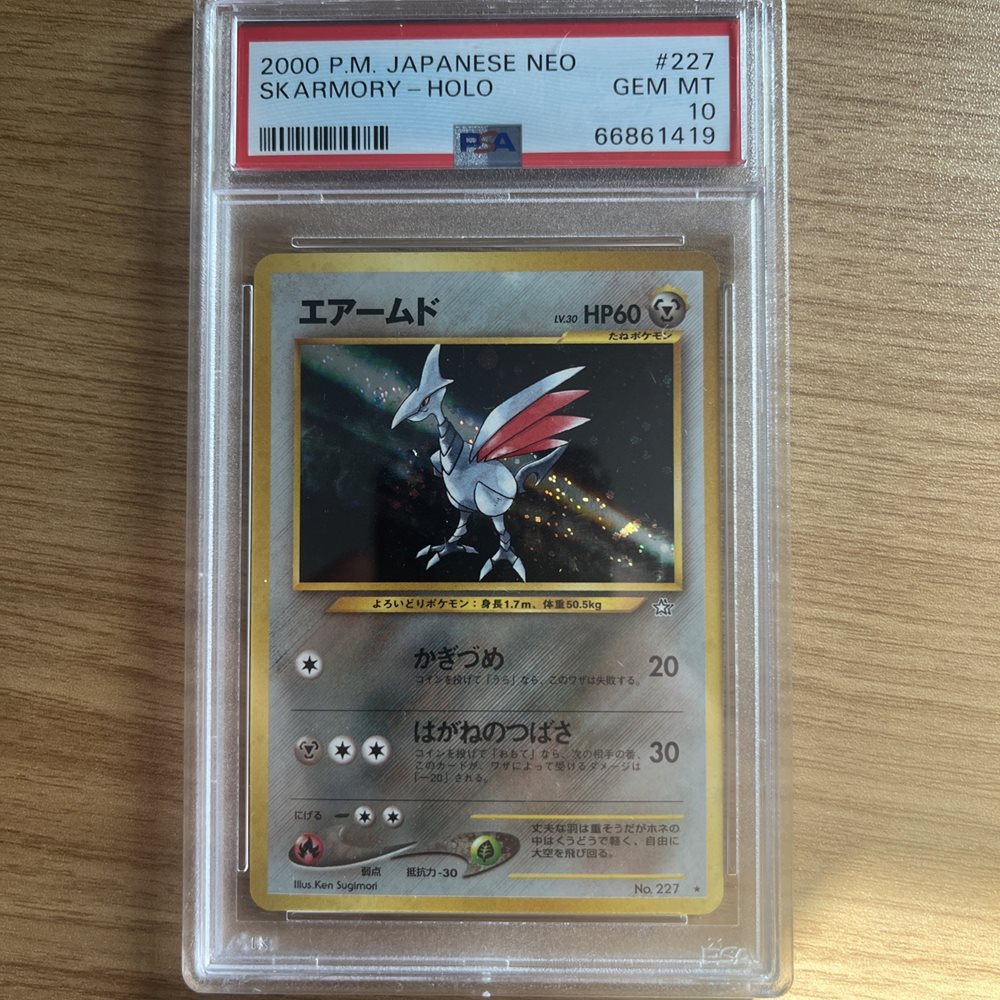 2000 P.M. JAPANESE NEO #227
SKARMORY - HOLO GEM MT
10
PSA 66861419
エアームド LV.30 HP60
たねポケモン
よろいどりポケモン：身長1.7m、体重50.5kg
かぎづめ 20
コインを投げて「うら」なら、このワザは失敗する。
はがねのつばさ 30
コインを投げて「おもて」なら、次の相手の番、
このカードが、ワザによって受けるダメージは
「－20」される。
にげる
丈夫な羽は重そうだがホネの
中はくうどうで軽く、自由に
大空を飛び回る。
弱点 抵抗力 -30
Illus.Ken Sugimori No. 227 ★
PSA